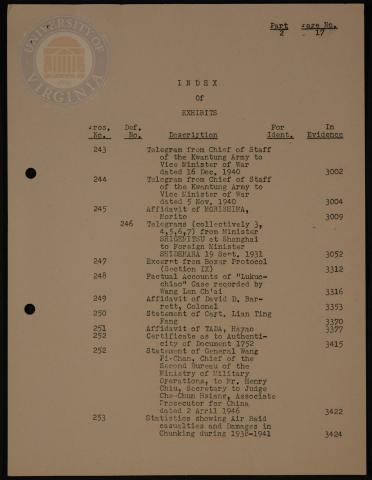 UNIVERSITY OF VIRGINIA
Part Page No.
2 17
INDEX
Of
EXHIBITS
Pros. Def. For In
No. No. Description Ident. Evidence
243 Telegram from Chief of Staff
of the Kwantung Army to
Vice Minister of War
dated 16 Dec, 1940 3002
244 Telegram from Chief of Staff
of the Kwantung Army to
Vice Minister of War
dated 5 Nov, 1940 3004
245 Affidavit of MORISHIMA,
Morito 3009
246 Telegrams (collectively 3,
4,5,6,7) from Minister
SHIGEMITSU at Shanghai
to Foreign Minister
SHIDEHARA 19 Sept. 1931 3052
247 Excerpt from Boxer Protocol
(Section IX) 3312
248 Factual Accounts of "Lukuo-
chiao" Case recorded by
Wang Len Ch'ai 3316
249 Affidavit of David D. Bar-
rett, Colonel 3353
250 Statement of Capt. Lian Ting
Fang 3370
251 Affidavit of TADA, Hayao 3377
252 Certificate as to Authenti-
city of Document 1752 3415
252 Statement of General Wang
Pi-Chan, Chief of the
Second Bureau of the
Ministry of Military
Operations, to Mr. Henry
Chiu, Secretary to Judge
Che-Chun Hsiang, Associate
Prosecutor for China
dated 2 April 1946 3422
253 Statistics showing Air Raid
casualties and Damages in
Chunking during 1938-1941 3424